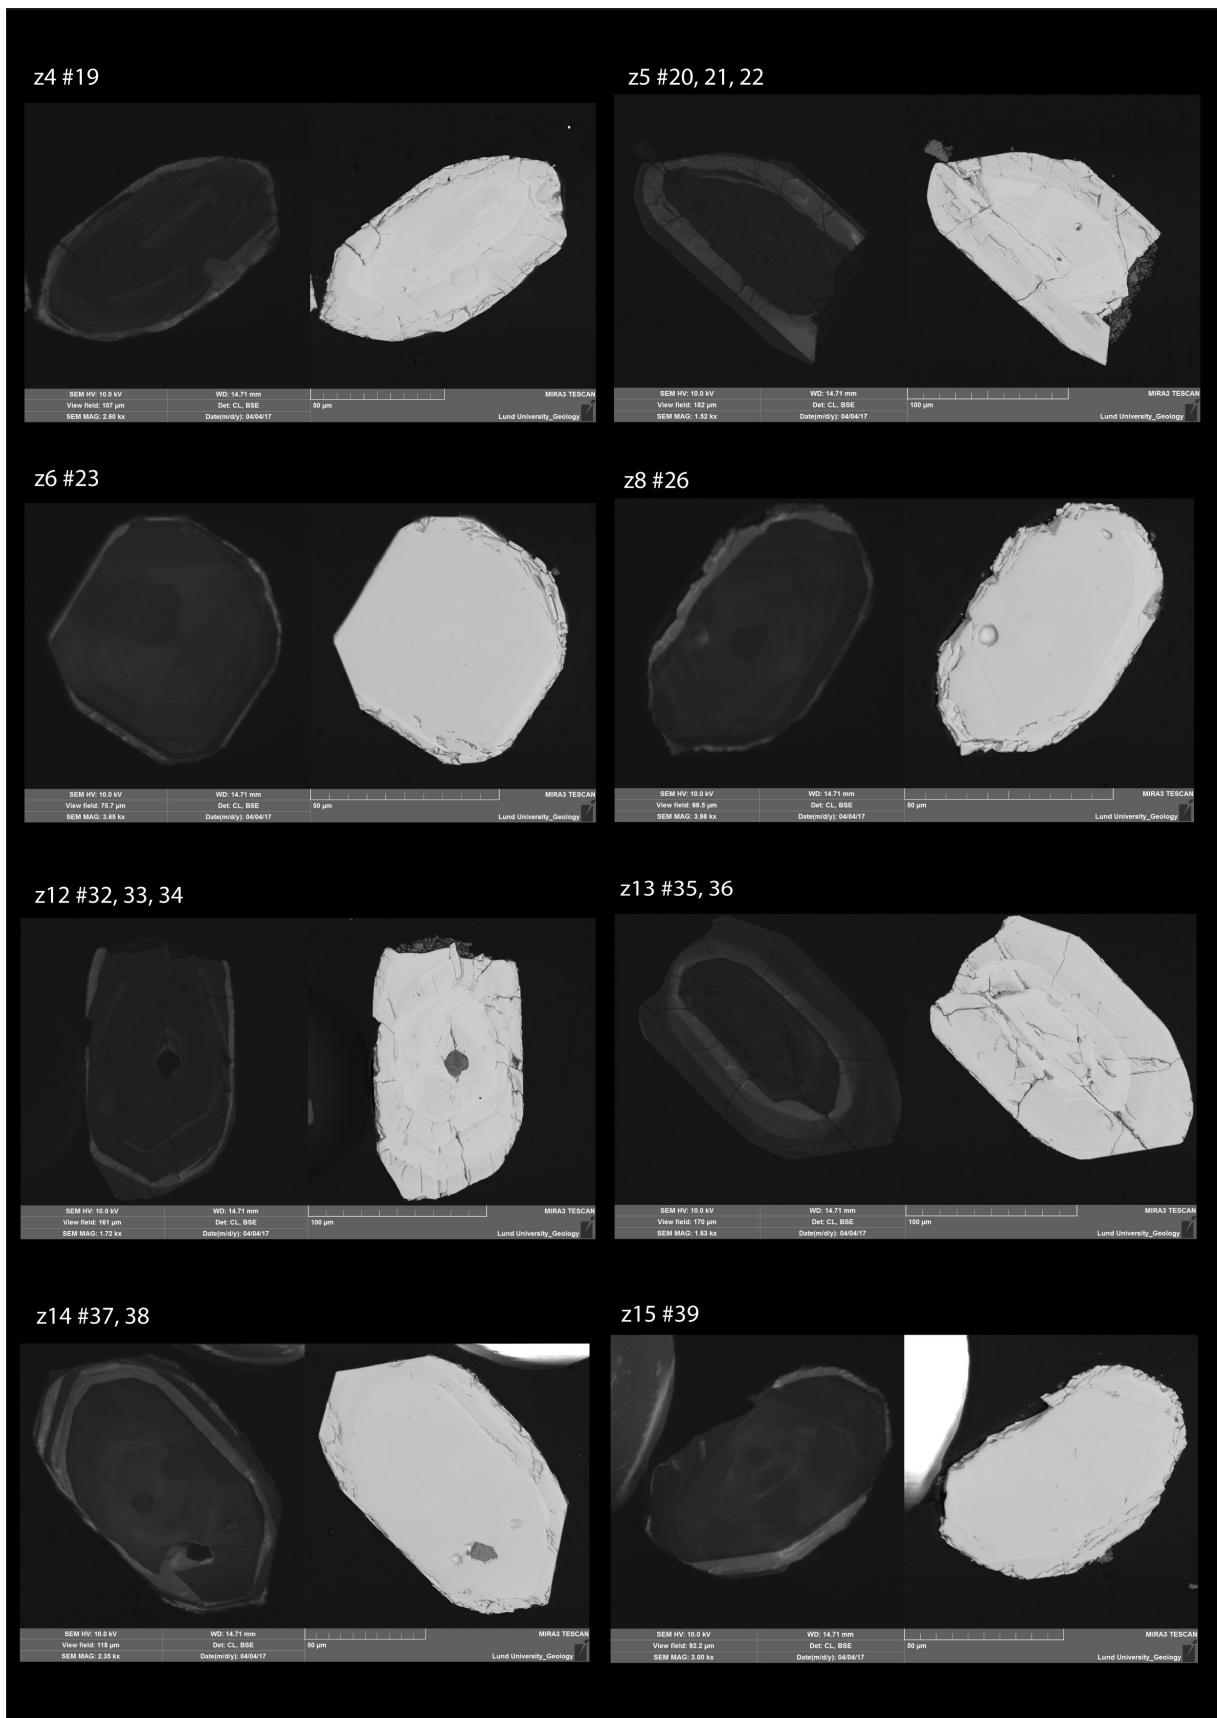 z4 #19
z5 #20, 21, 22
SEM HV: 10.0 kV WD: 14.71 mm MIRA3 TESCAN
View field: 107 µm Det: CL, BSE 50 µm
SEM MAG: 2.60 kx Date(m/d/y): 04/04/17 Lund University_Geology
SEM HV: 10.0 kV WD: 14.71 mm MIRA3 TESCAN
View field: 182 µm Det: CL, BSE 100 µm
SEM MAG: 1.52 kx Date(m/d/y): 04/04/17 Lund University_Geology
z6 #23
z8 #26
SEM HV: 10.0 kV WD: 14.71 mm MIRA3 TESCAN
View field: 75.7 µm Det: CL, BSE 50 µm
SEM MAG: 3.65 kx Date(m/d/y): 04/04/17 Lund University_Geology
SEM HV: 10.0 kV WD: 14.71 mm MIRA3 TESCAN
View field: 69.5 µm Det: CL, BSE 50 µm
SEM MAG: 3.98 kx Date(m/d/y): 04/04/17 Lund University_Geology
z12 #32, 33, 34
z13 #35, 36
SEM HV: 10.0 kV WD: 14.71 mm MIRA3 TESCAN
View field: 161 µm Det: CL, BSE 100 µm
SEM MAG: 1.72 kx Date(m/d/y): 04/04/17 Lund University_Geology
SEM HV: 10.0 kV WD: 14.71 mm MIRA3 TESCAN
View field: 170 µm Det: CL, BSE 100 µm
SEM MAG: 1.63 kx Date(m/d/y): 04/04/17 Lund University_Geology
z14 #37, 38
z15 #39
SEM HV: 10.0 kV WD: 14.71 mm MIRA3 TESCAN
View field: 118 µm Det: CL, BSE 50 µm
SEM MAG: 2.35 kx Date(m/d/y): 04/04/17 Lund University_Geology
SEM HV: 10.0 kV WD: 14.71 mm MIRA3 TESCAN
View field: 92.2 µm Det: CL, BSE 50 µm
SEM MAG: 3.00 kx Date(m/d/y): 04/04/17 Lund University_Geology